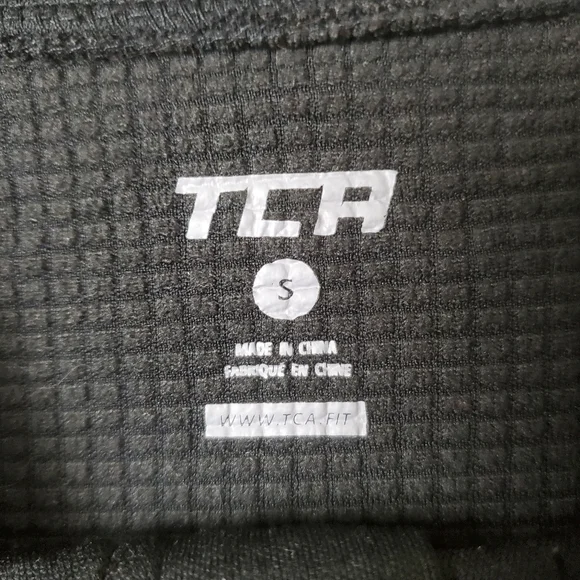 TCA
S
MADE IN CHINA
FABRIQUÉ EN CHINE
WWW.TCA.FIT